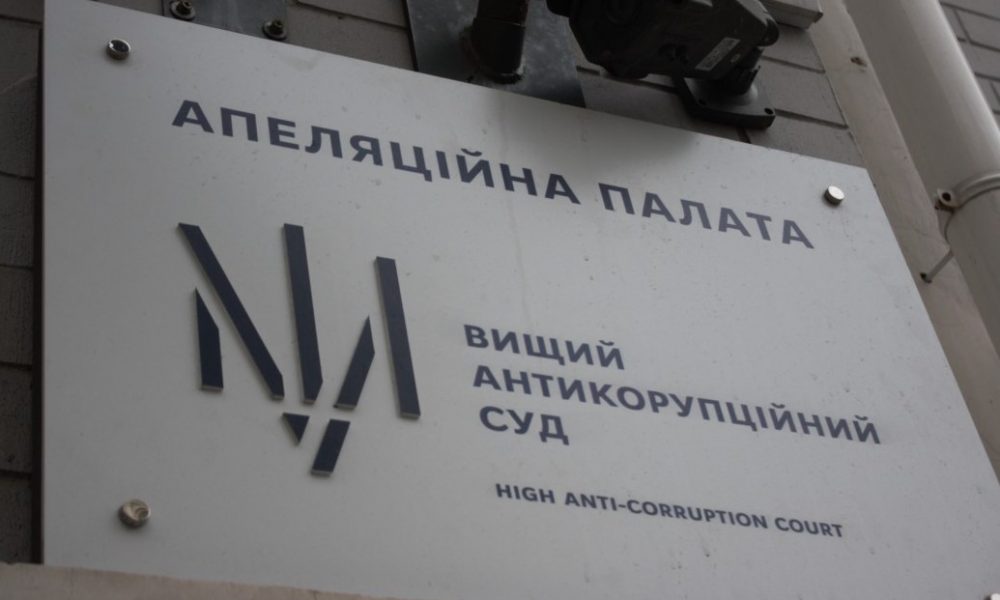 АПЕЛЯЦІЙНА ПАЛАТА
ВИЩИЙ
АНТИКОРУПЦІЙНИЙ
СУД
HIGH ANTI-CORRUPTION COURT